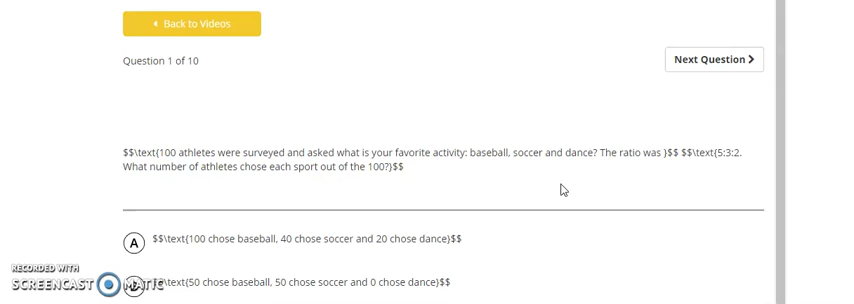 Back to Videos
Question 1 of 10
Next Question
$$\text{100 athletes were surveyed and asked what is your favorite activity: baseball, soccer and dance? The ratio was }$$ $$\text{5:3:2.
What number of athletes chose each sport out of the 100?}$$
A $$\text{100 chose baseball, 40 chose soccer and 20 chose dance}$$
\text{50 chose baseball, 50 chose soccer and 0 chose dance}$$
RECORDED WITH
SCREENCAST MATIC